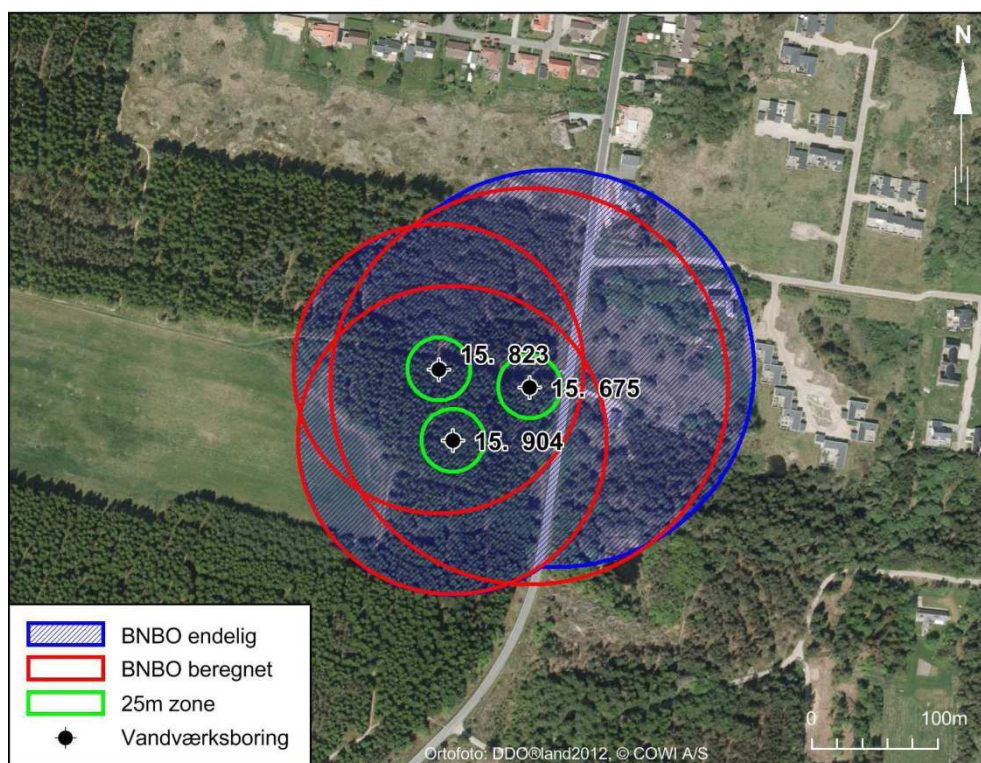 N
15. 823
15. 675
15. 904
BNBO endelig
BNBO beregnet
25m zone
Vandværksboring
0 100m
Ortofoto: DDO®land2012, © COWI A/S